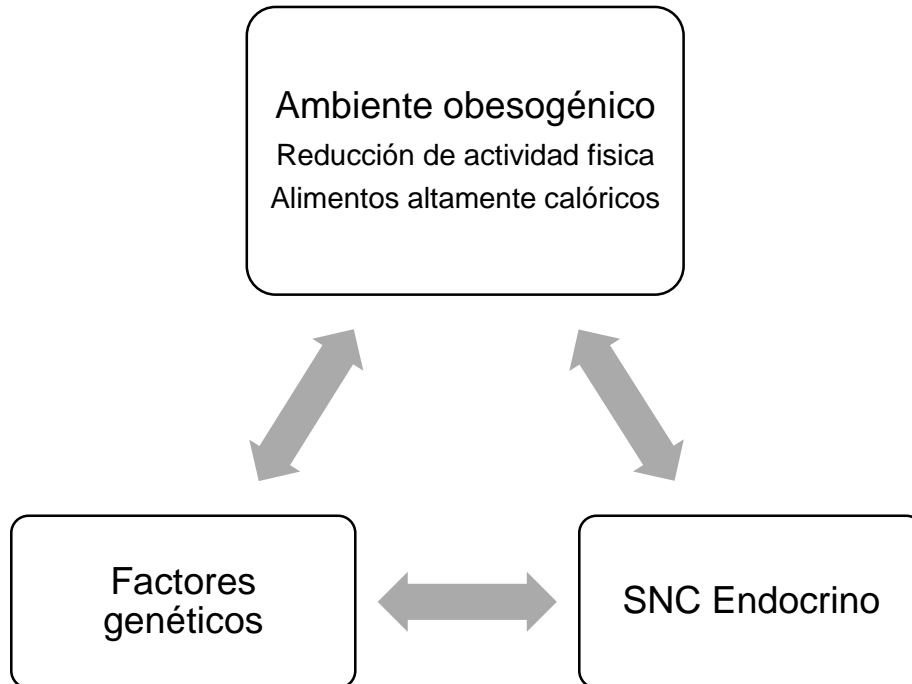 Ambiente obesogénico
Reducción de actividad fisica
Alimentos altamente calóricos
Factores
genéticos
SNC Endocrino